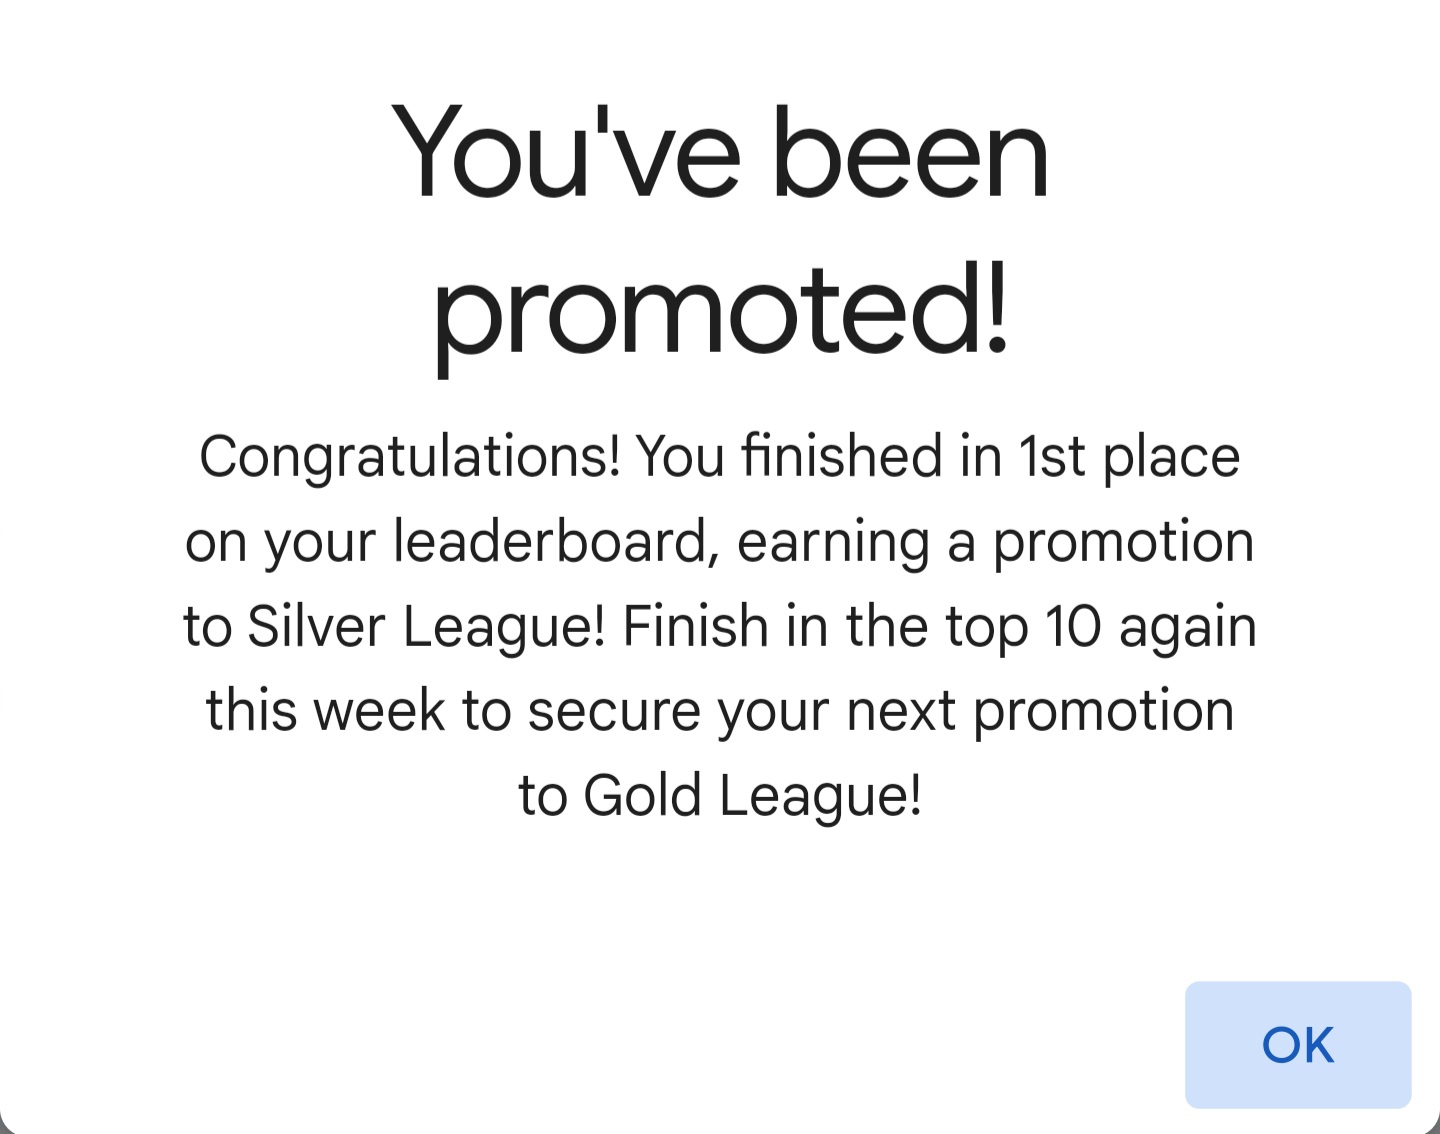 You've been
promoted!
Congratulations! You finished in 1st place
on your leaderboard, earning a promotion
to Silver League! Finish in the top 10 again
this week to secure your next promotion
to Gold League!
OK